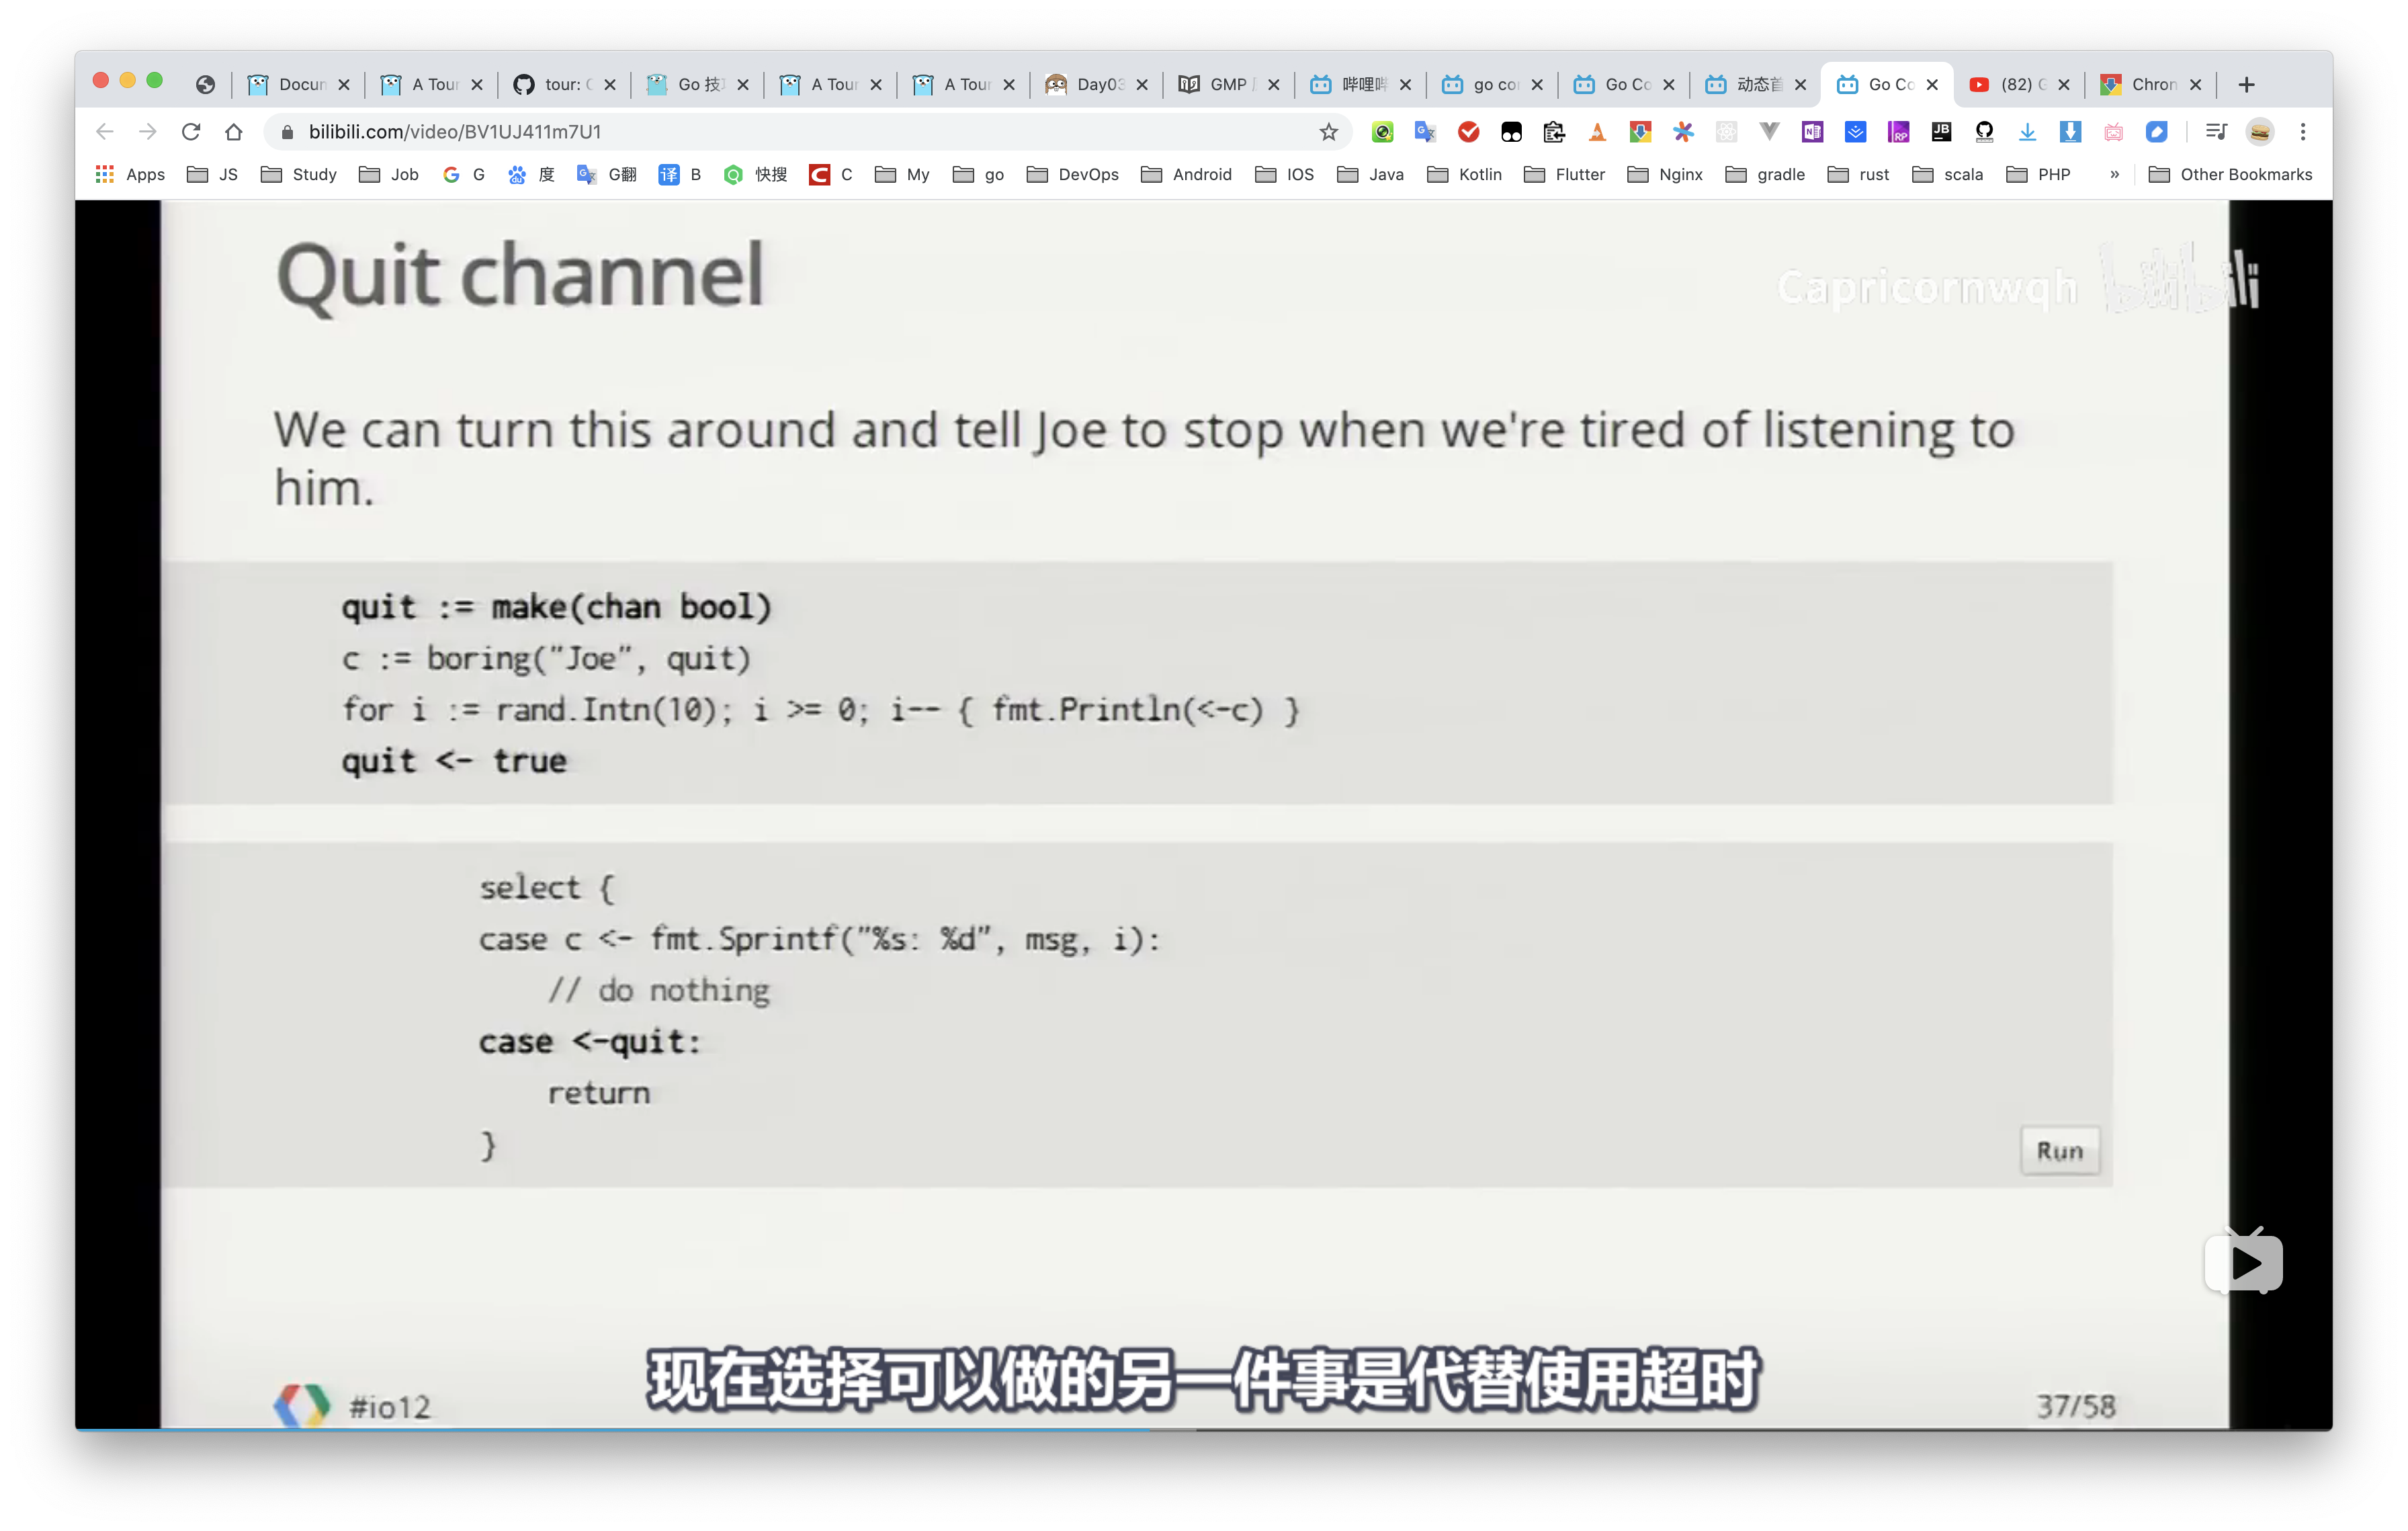 Docun
A Tour
tour: C
Go 技
A Tour
A Tour
Day03
GMP
哔哩哔
go co
Go Co
动态首
Go Co
(82) G
Chron
bilibili.com/video/BV1UJ411m7U1
Apps JS Study Job G 度 G翻 B 快搜 C My go DevOps Android IOS Java Kotlin Flutter Nginx gradle rust scala PHP » Other Bookmarks
Quit channel
Capricornwqh bilibili
We can turn this around and tell Joe to stop when we're tired of listening to
him.
quit := make(chan bool)
c := boring("Joe", quit)
for i := rand.Intn(10); i >= 0; i-- { fmt.Println(<-c) }
quit <- true
select {
case c <- fmt.Sprintf("%s: %d", msg, i):
// do nothing
case <-quit:
return
}
Run
现在选择可以做的另一件事是代替使用超时
#io12
37/58